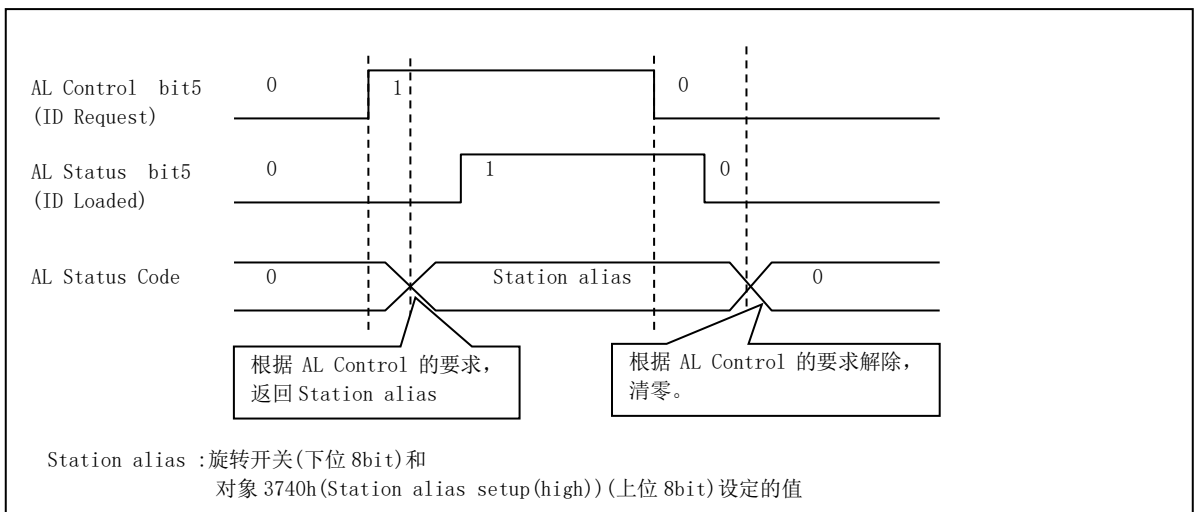 AL Control bit5 0 1 0
(ID Request)
AL Status bit5 0 1 0
(ID Loaded)
AL Status Code 0 Station alias 0
根据 AL Control 的要求，
返回 Station alias
根据 AL Control 的要求解除，
清零。
Station alias :旋转开关(下位 8bit)和
对象 3740h(Station alias setup(high))(上位 8bit)设定的值